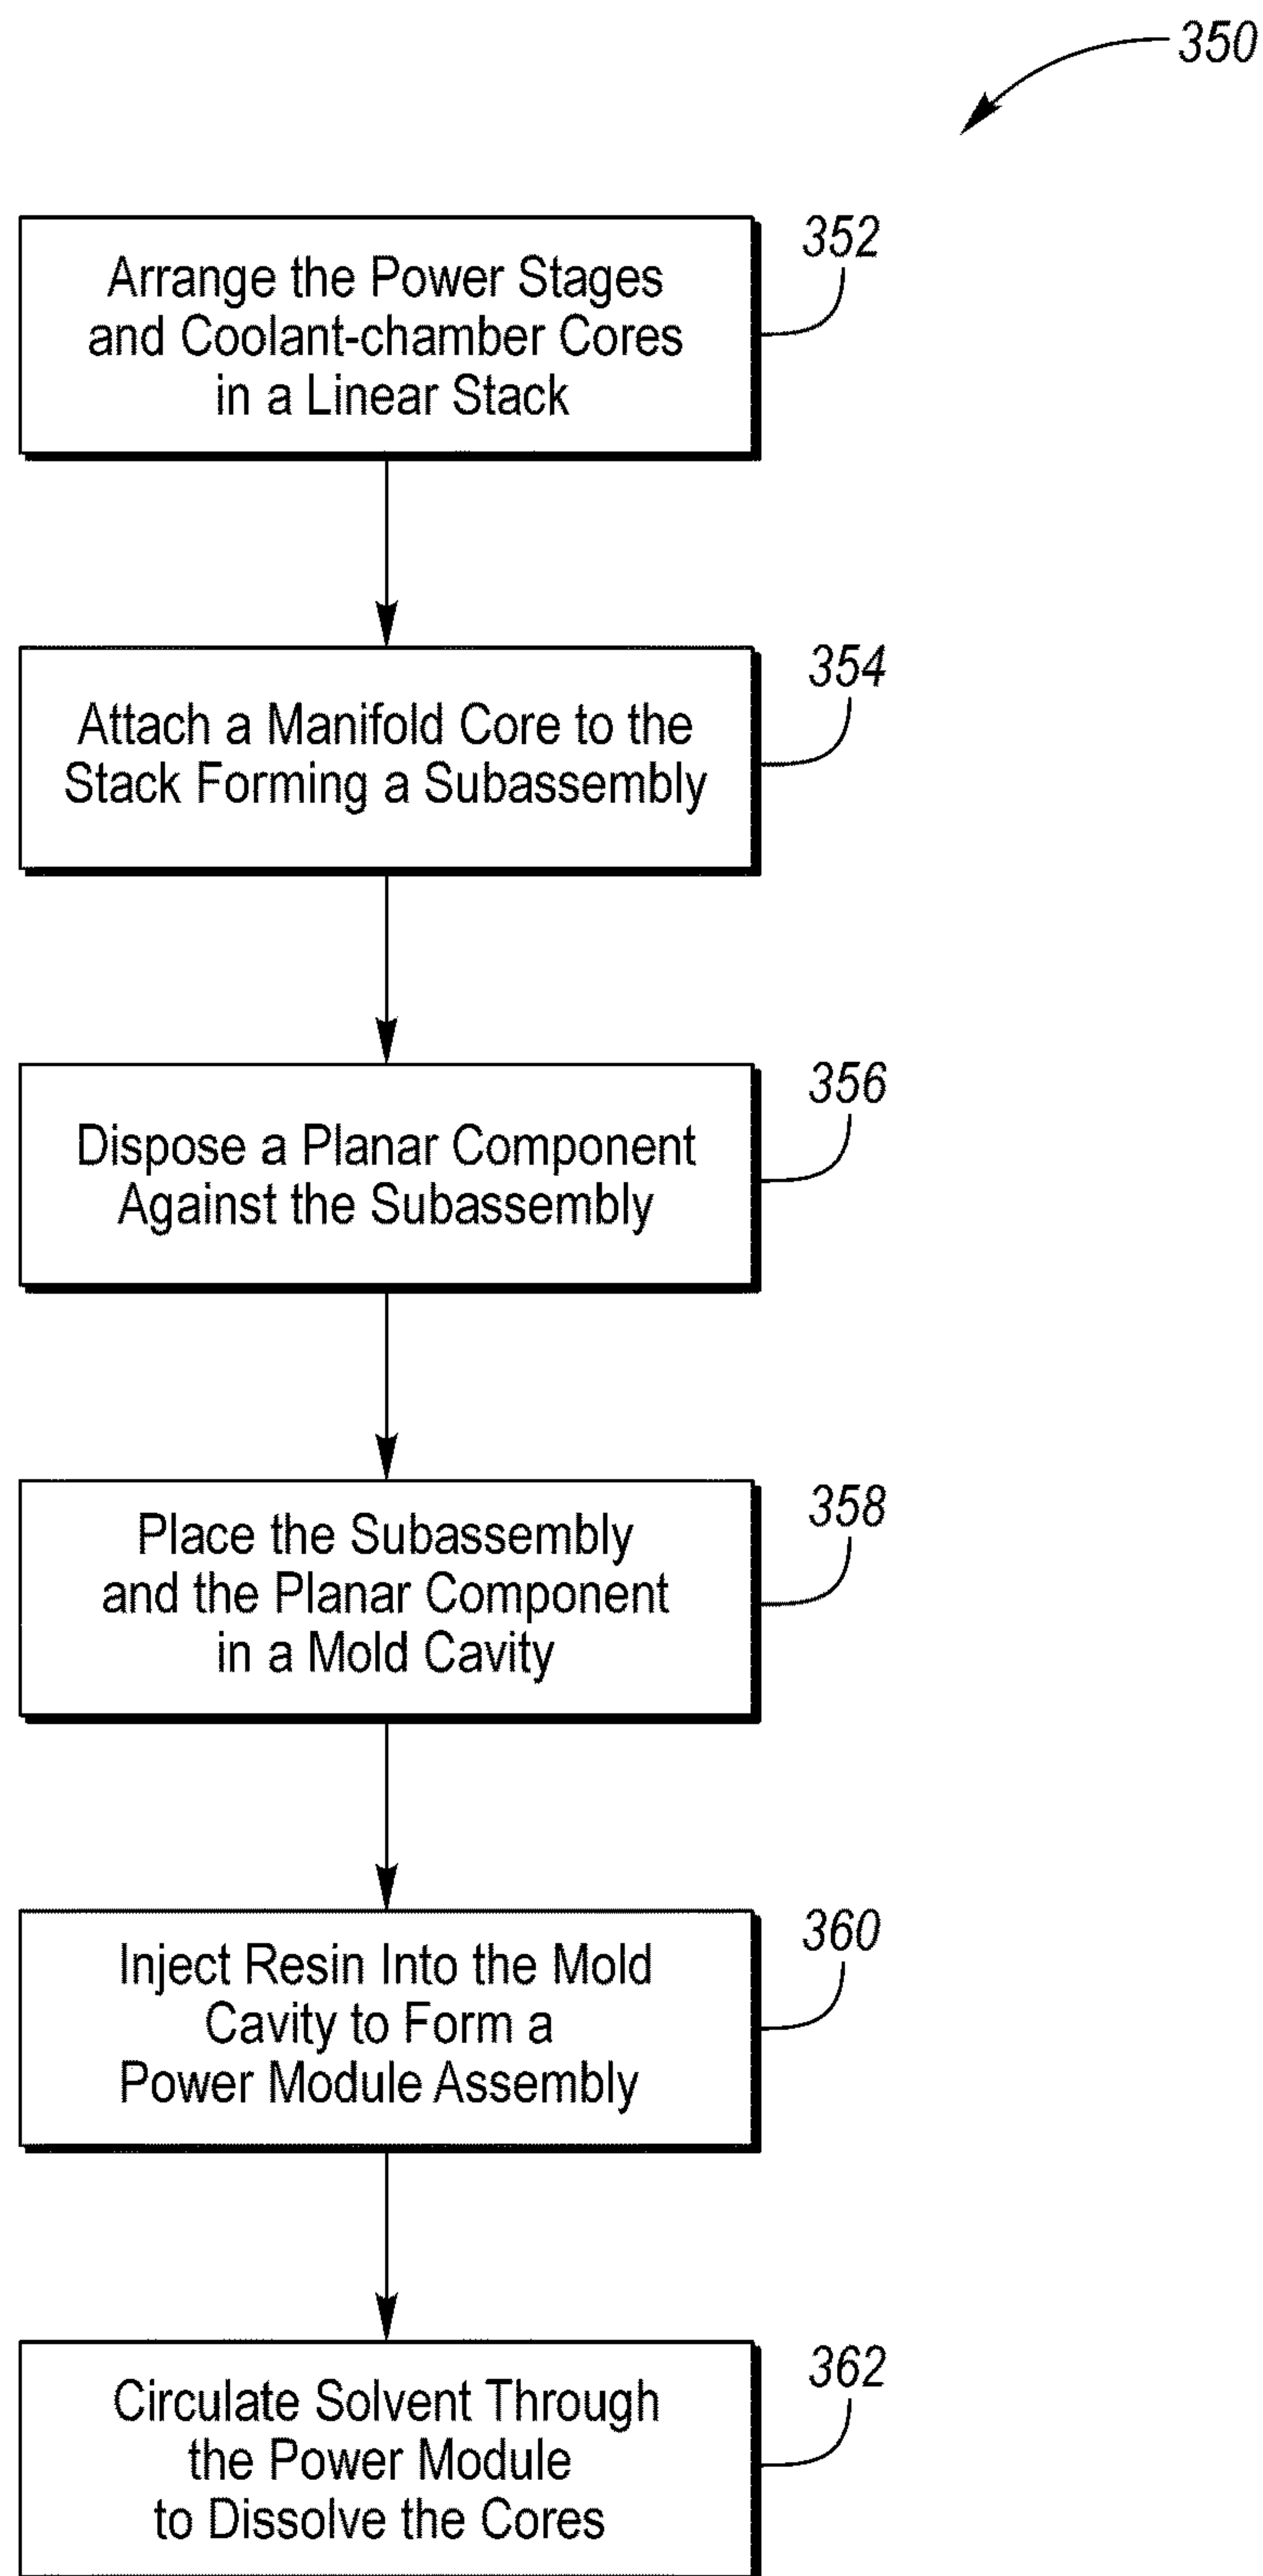 350
352
Arrange the Power Stages
and Coolant-chamber Cores
in a Linear Stack
354
Attach a Manifold Core to the
Stack Forming a Subassembly
356
Dispose a Planar Component
Against the Subassembly
358
Place the Subassembly
and the Planar Component
in a Mold Cavity
360
Inject Resin Into the Mold
Cavity to Form a
Power Module Assembly
362
Circulate Solvent Through
the Power Module
to Dissolve the Cores